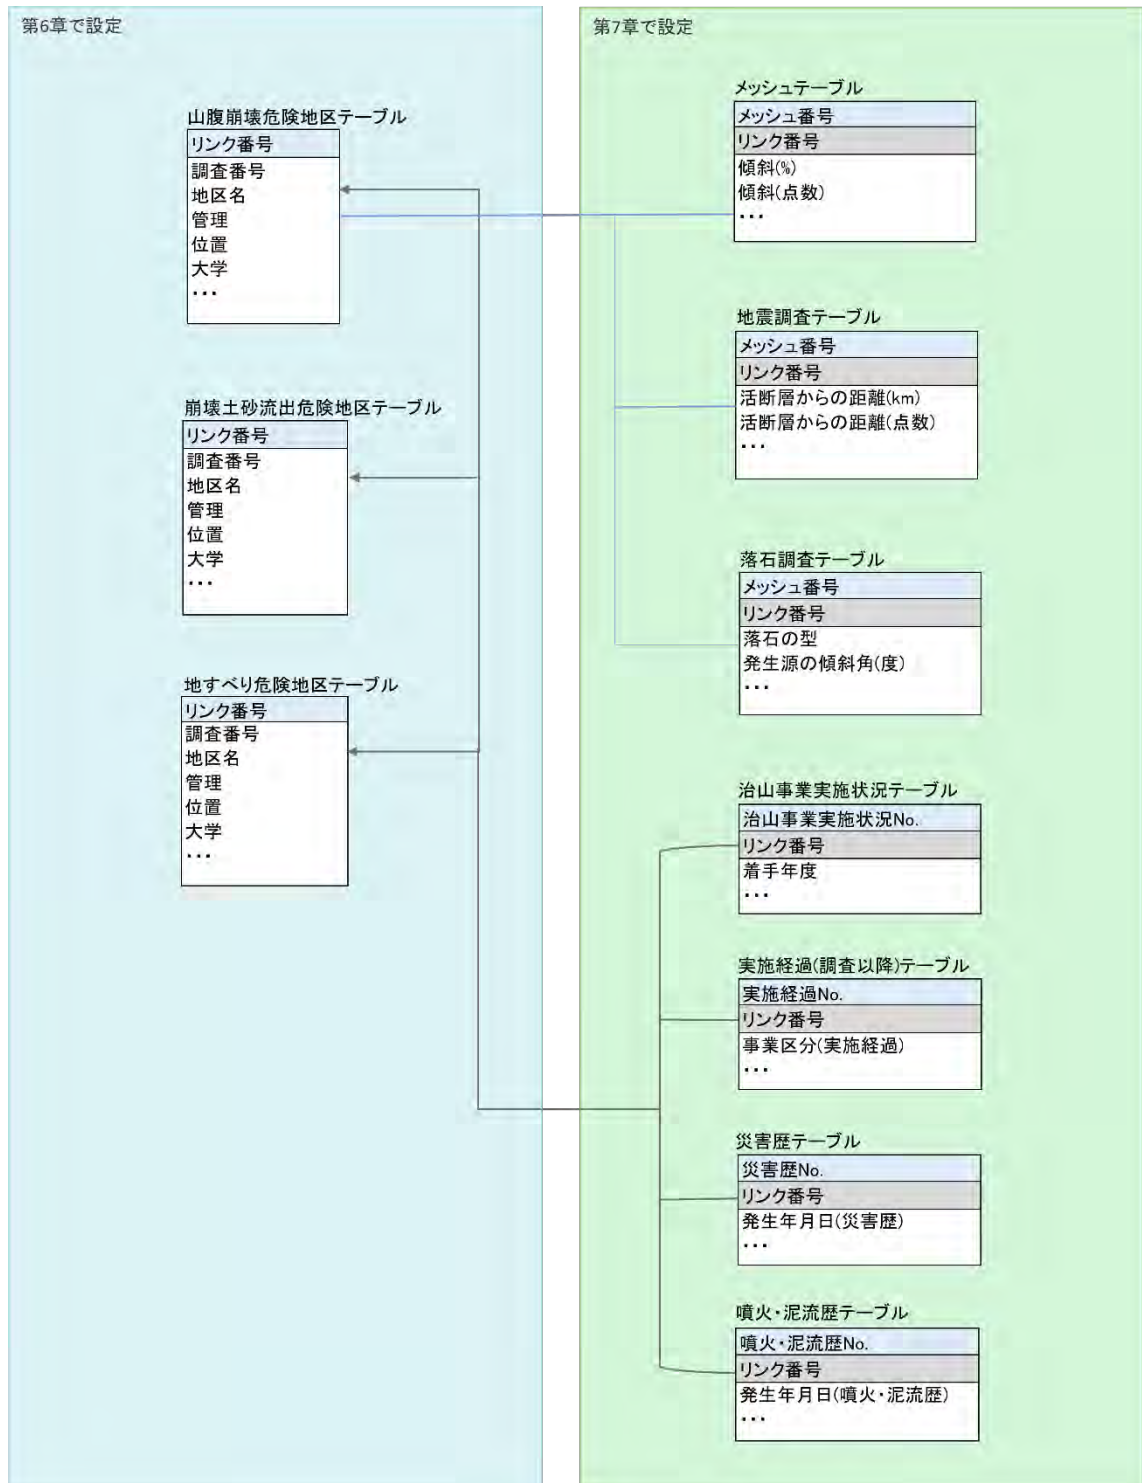 第6章で設定
山腹崩壊危険地区テーブル
リンク番号
調査番号
地区名
管理
位置
大学
・・・
崩壊土砂流出危険地区テーブル
リンク番号
調査番号
地区名
管理
位置
大学
・・・
地すべり危険地区テーブル
リンク番号
調査番号
地区名
管理
位置
大学
・・・
第7章で設定
メッシュテーブル
メッシュ番号
リンク番号
傾斜(%)
傾斜(点数)
・・・
地震調査テーブル
メッシュ番号
リンク番号
活断層からの距離(km)
活断層からの距離(点数)
・・・
落石調査テーブル
メッシュ番号
リンク番号
落石の型
発生源の傾斜角(度)
・・・
治山事業実施状況テーブル
治山事業実施状況No.
リンク番号
着手年度
・・・
実施経過(調査以降)テーブル
実施経過No.
リンク番号
事業区分(実施経過)
・・・
災害歴テーブル
災害歴No.
リンク番号
発生年月日(災害歴)
・・・
噴火・泥流歴テーブル
噴火・泥流歴No.
リンク番号
発生年月日(噴火・泥流歴)
・・・